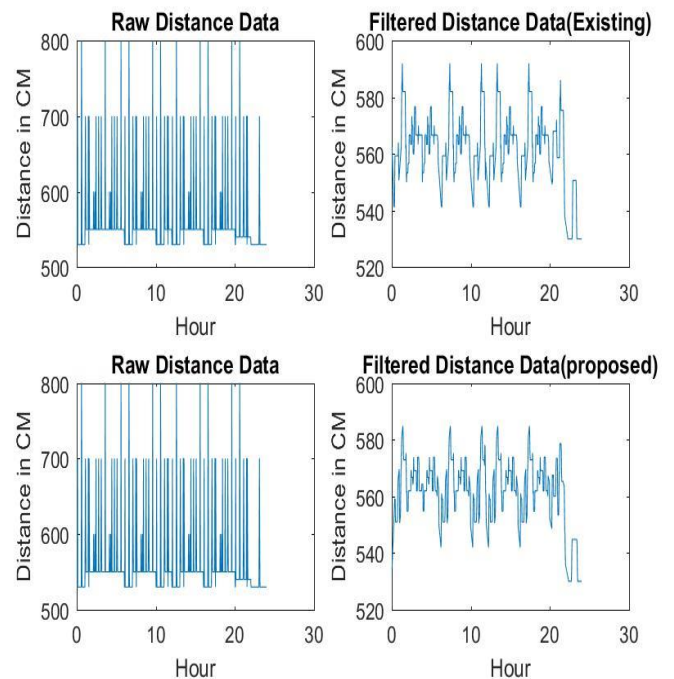 Raw Distance Data
Filtered Distance Data(Existing)
800
700
600
500
Distance in CM
0 10 20 30
Hour
600
580
560
540
520
Distance in CM
0 10 20 30
Hour
Raw Distance Data
Filtered Distance Data(proposed)
800
700
600
500
Distance in CM
0 10 20 30
Hour
600
580
560
540
520
Distance in CM
0 10 20 30
Hour